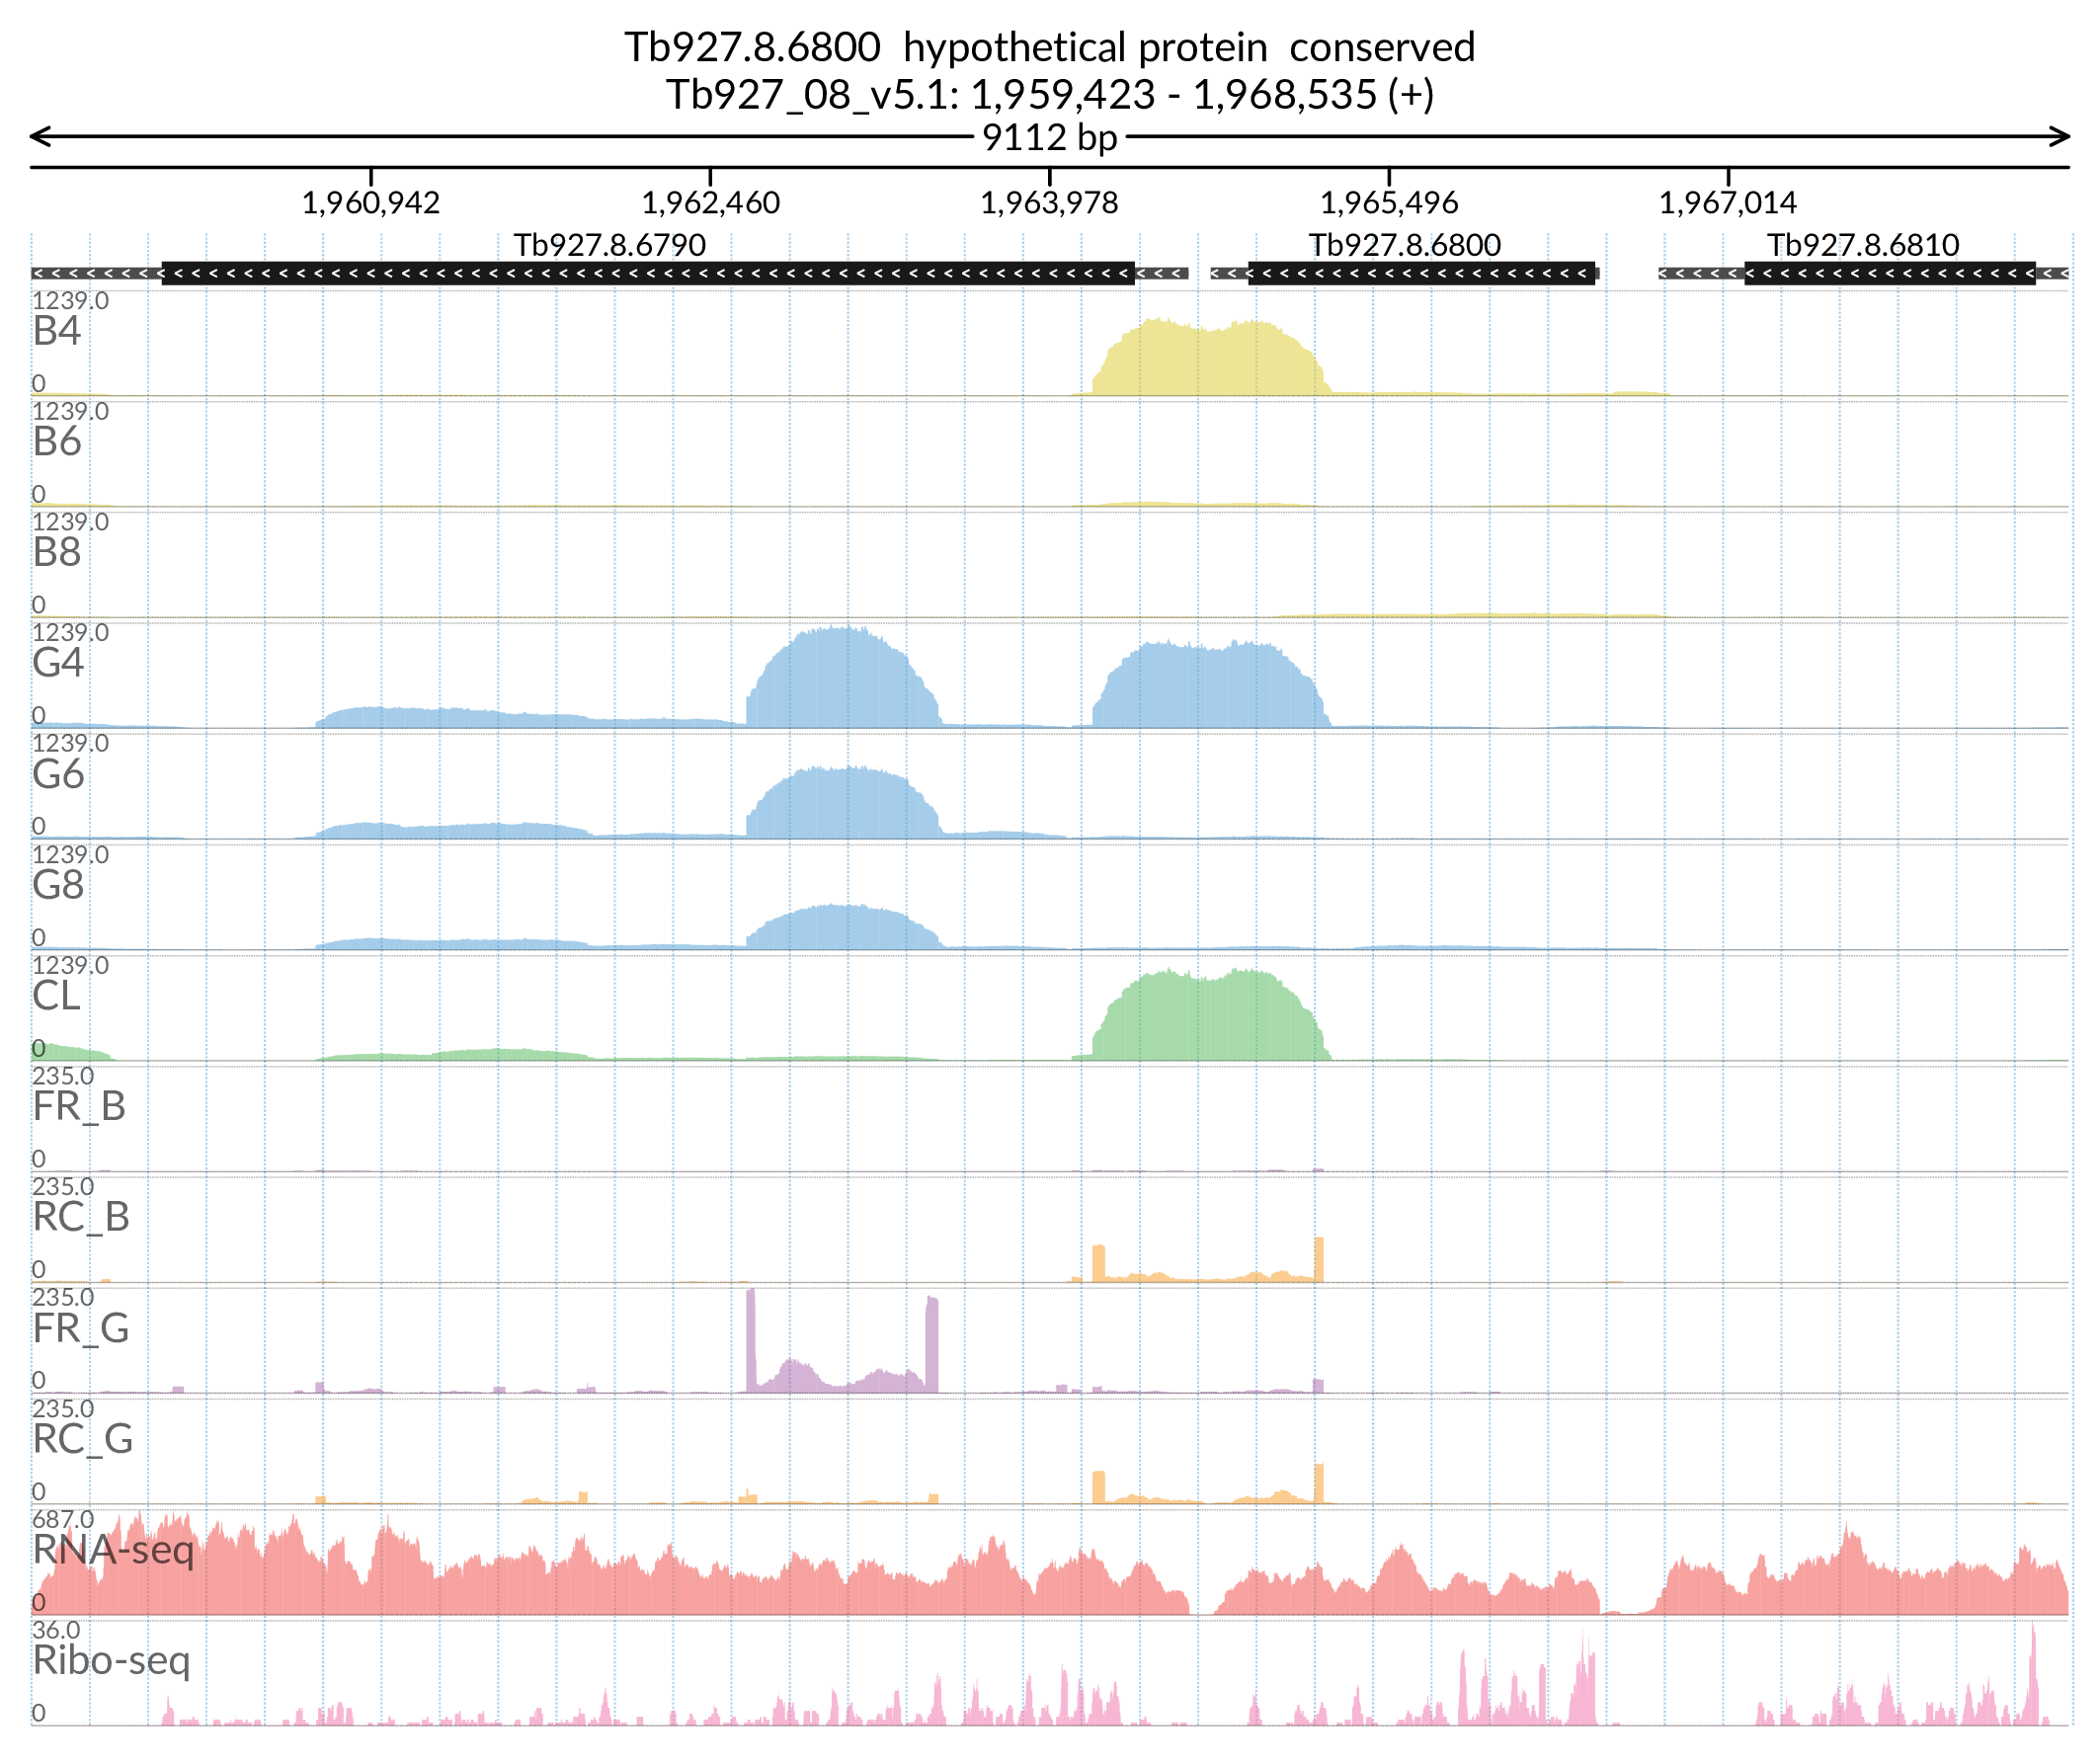 Tb927.8.6800 hypothetical protein conserved
Tb927_08_v5.1: 1,959,423 - 1,968,535 (+)
9112 bp
1,960,942 1,962,460 1,963,978 1,965,496 1,967,014
Tb927.8.6790 Tb927.8.6800 Tb927.8.6810
1239.0
B4
0
1239.0
B6
0
1239.0
B8
0
1239.0
G4
0
1239.0
G6
0
1239.0
G8
0
1239.0
CL
0
235.0
FR_B
0
235.0
RC_B
0
235.0
FR_G
0
235.0
RC_G
0
687.0
RNA-seq
0
36.0
Ribo-seq
0